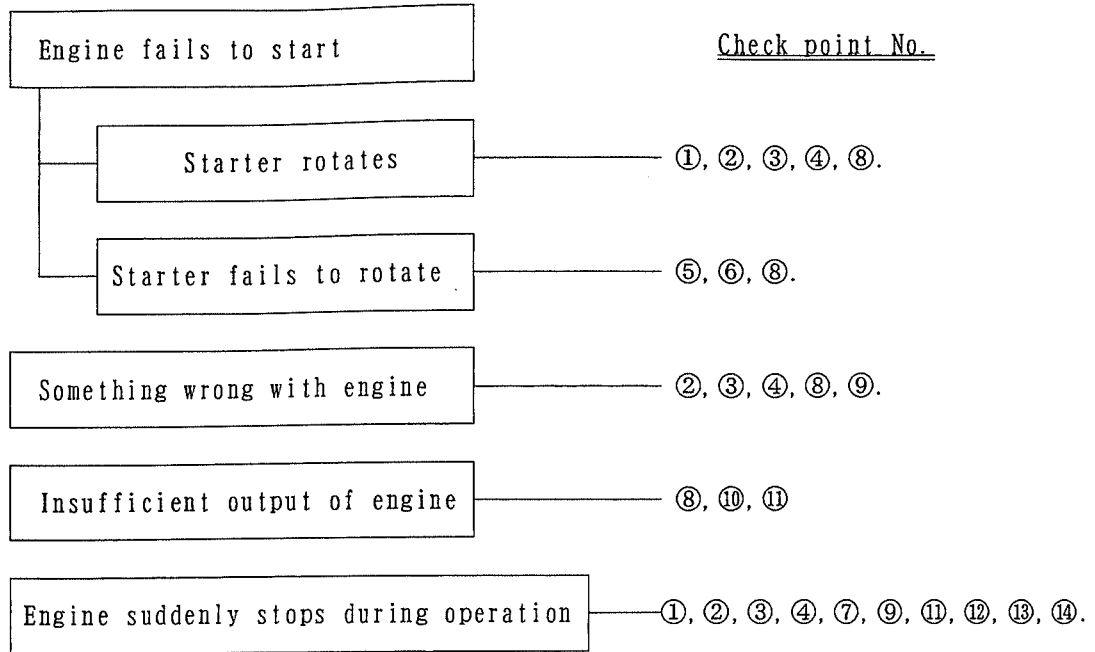 Engine fails to start
Check point No.
Starter rotates
①, ②, ③, ④, ⑧.
Starter fails to rotate
⑤, ⑥, ⑧.
Something wrong with engine
②, ③, ④, ⑧, ⑨.
Insufficient output of engine
⑧, ⑩, ⑪
Engine suddenly stops during operation
①, ②, ③, ④, ⑦, ⑨, ⑪, ⑫, ⑬, ⑭.